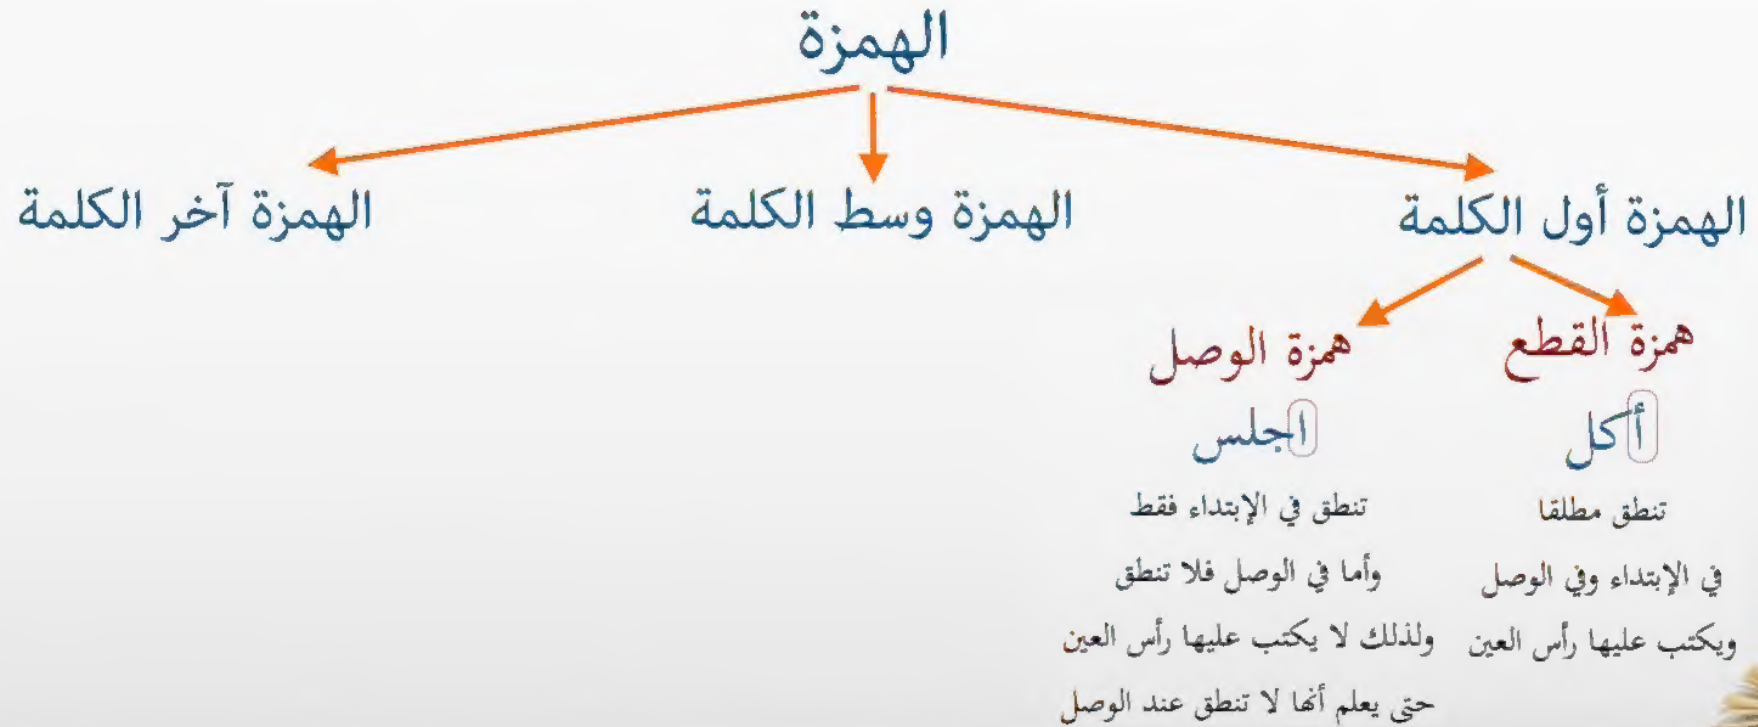 الهمزة
الهمزة أول الكلمة
الهمزة وسط الكلمة
الهمزة آخر الكلمة
همزة القطع
أكل
تنطق مطلقا
في الإبتداء وفي الوصل
ويكتب عليها رأس العين
همزة الوصل
اجلس
تنطق في الإبتداء فقط
وأما في الوصل فلا تنطق
ولذلك لا يكتب عليها رأس العين
حتى يعلم أنها لا تنطق عند الوصل